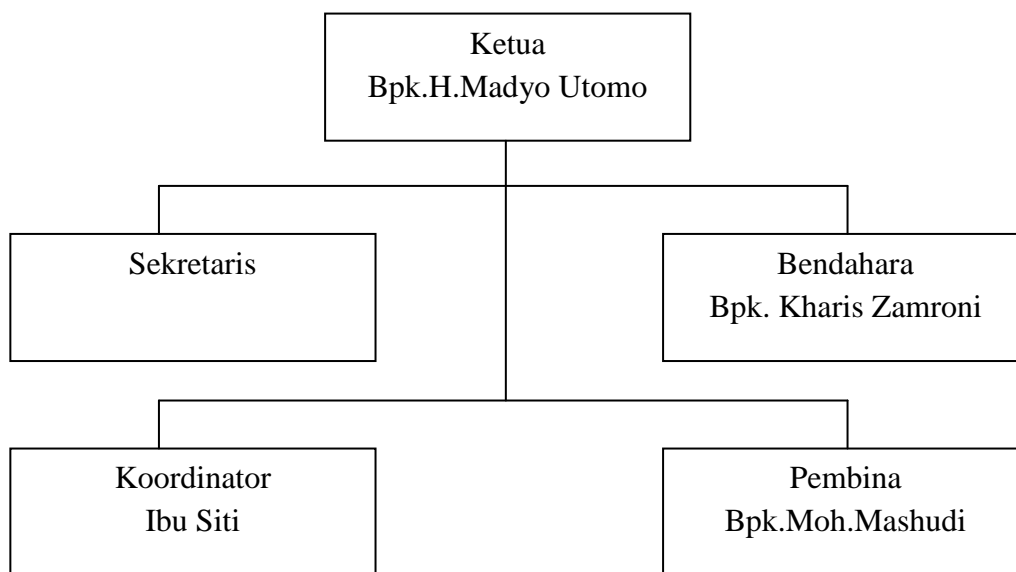 Ketua
Bpk.H.Madyo Utomo
Sekretaris
Bendahara
Bpk. Kharis Zamroni
Koordinator
Ibu Siti
Pembina
Bpk.Moh.Mashudi